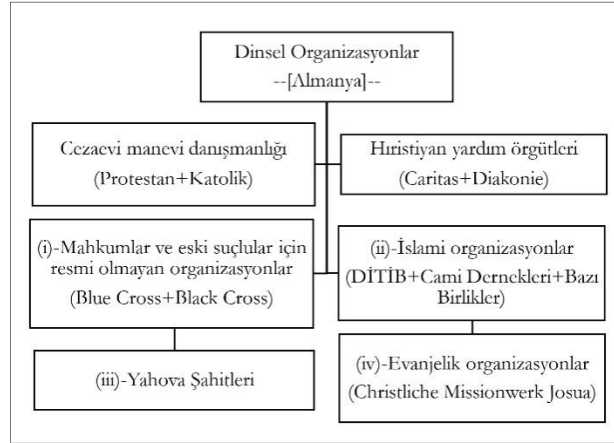 Dinsel Organizasyonlar
--[Almanya]--
Cezaevi manevi danışmanlığı
(Protestan+Katolik)
Hıristiyan yardım örgütleri
(Caritas+Diakonie)
(i)-Mahkumlar ve eski suçlular için
resmi olmayan organizasyonlar
(Blue Cross+Black Cross)
(ii)-İslami organizasyonlar
(DİTİB+Cami Dernekleri+Bazı
Birlikler)
(iii)-Yahova Şahitleri
(iv)-Evanjelik organizasyonlar
(Christliche Missionwerk Josua)